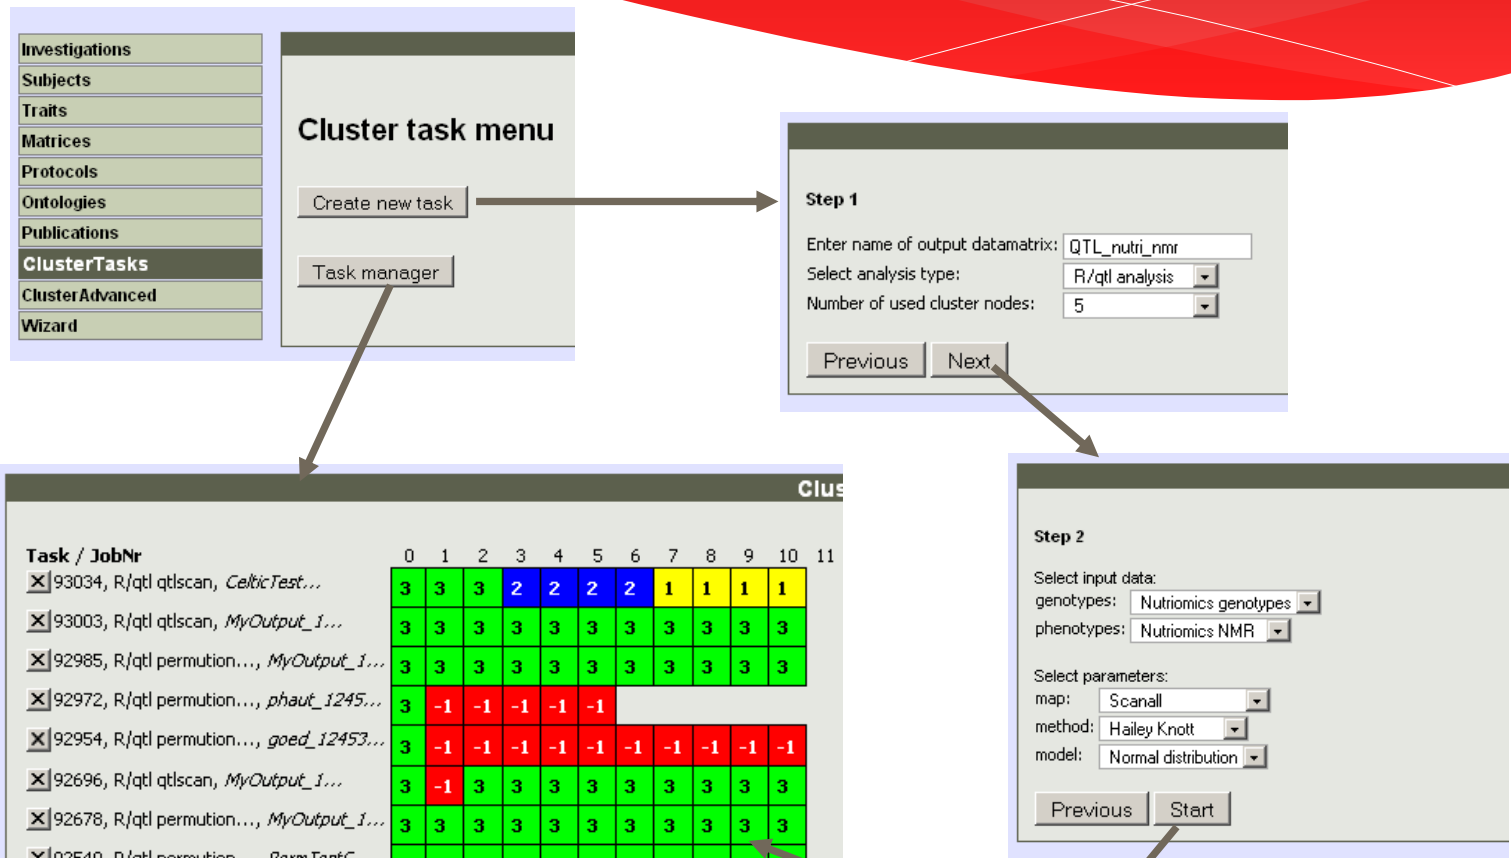 Investigations
Subjects
Traits
Matrices
Protocols
Ontologies
Publications
ClusterTasks
ClusterAdvanced
Wizard
Cluster task menu
Create new task
Task manager
Step 1
Enter name of output datamatrix: QTL_nutri_nmr
Select analysis type: R/qtl analysis
Number of used cluster nodes: 5
Previous Next
Clus
Task / JobNr 0 1 2 3 4 5 6 7 8 9 10 11
X 93034, R/qtl qtlscan, CelticTest... 3 3 3 2 2 2 2 1 1 1 1
X 93003, R/qtl qtlscan, MyOutput_1... 3 3 3 3 3 3 3 3 3 3 3
X 92985, R/qtl permution..., MyOutput_1... 3 3 3 3 3 3 3 3 3 3 3
X 92972, R/qtl permution..., phaut_1245... 3 -1 -1 -1 -1 -1
X 92954, R/qtl permution..., goed_12453... 3 -1 -1 -1 -1 -1 -1 -1 -1 -1 -1
X 92696, R/qtl qtlscan, MyOutput_1... 3 -1 3 3 3 3 3 3 3 3 3
X 92678, R/qtl permution..., MyOutput_1... 3 3 3 3 3 3 3 3 3 3 3
Step 2
Select input data:
genotypes: Nutriomics genotypes
phenotypes: Nutriomics NMR
Select parameters:
map: Scanall
method: Hailey Knott
model: Normal distribution
Previous Start